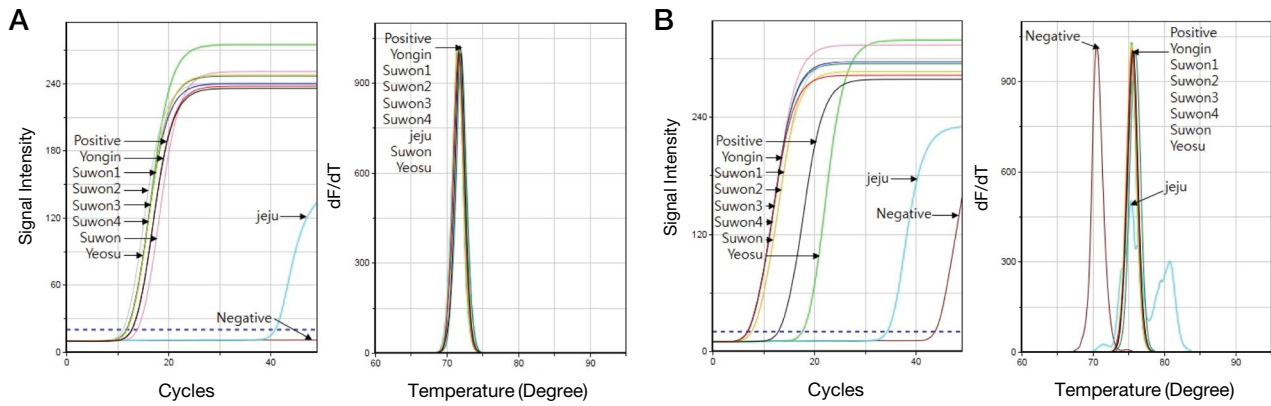 A
Signal Intensity
240
180
120
60
0
Positive
Yongin
Suwon1
Suwon2
Suwon3
Suwon4
Suwon
Yeosu
jeju
Negative
0
20
40
Cycles
dF/dT
900
600
300
0
Positive
Yongin
Suwon1
Suwon2
Suwon3
Suwon4
jeju
Suwon
Yeosu
60
70
80
90
Temperature (Degree)
B
Signal Intensity
240
120
0
Positive
Yongin
Suwon1
Suwon2
Suwon3
Suwon4
Suwon
Yeosu
jeju
Negative
0
20
40
Cycles
dF/dT
900
600
300
0
Negative
Positive
Yongin
Suwon1
Suwon2
Suwon3
Suwon4
Suwon
Yeosu
jeju
60
70
80
90
Temperature (Degree)